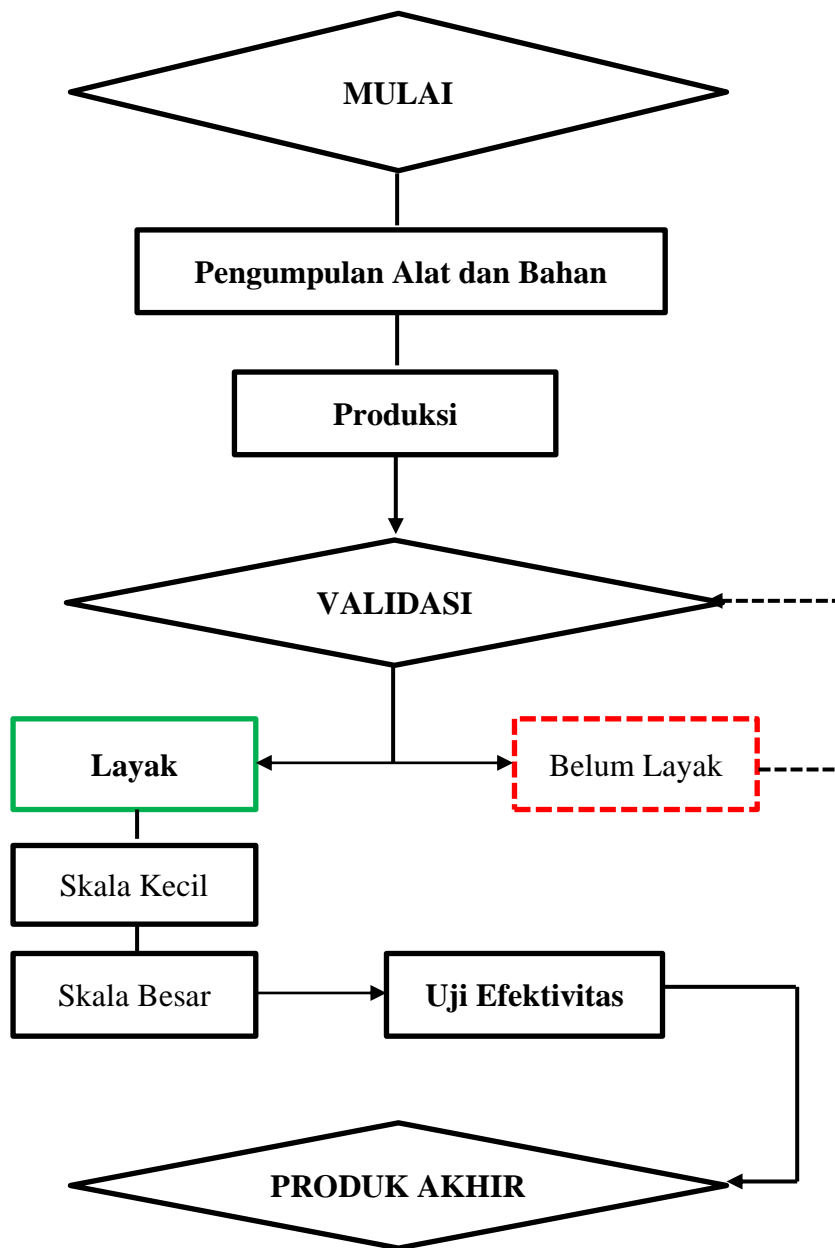 MULAI
Pengumpulan Alat dan Bahan
Produksi
VALIDASI
Layak
Belum Layak
Skala Kecil
Skala Besar
Uji Efektivitas
PRODUK AKHIR